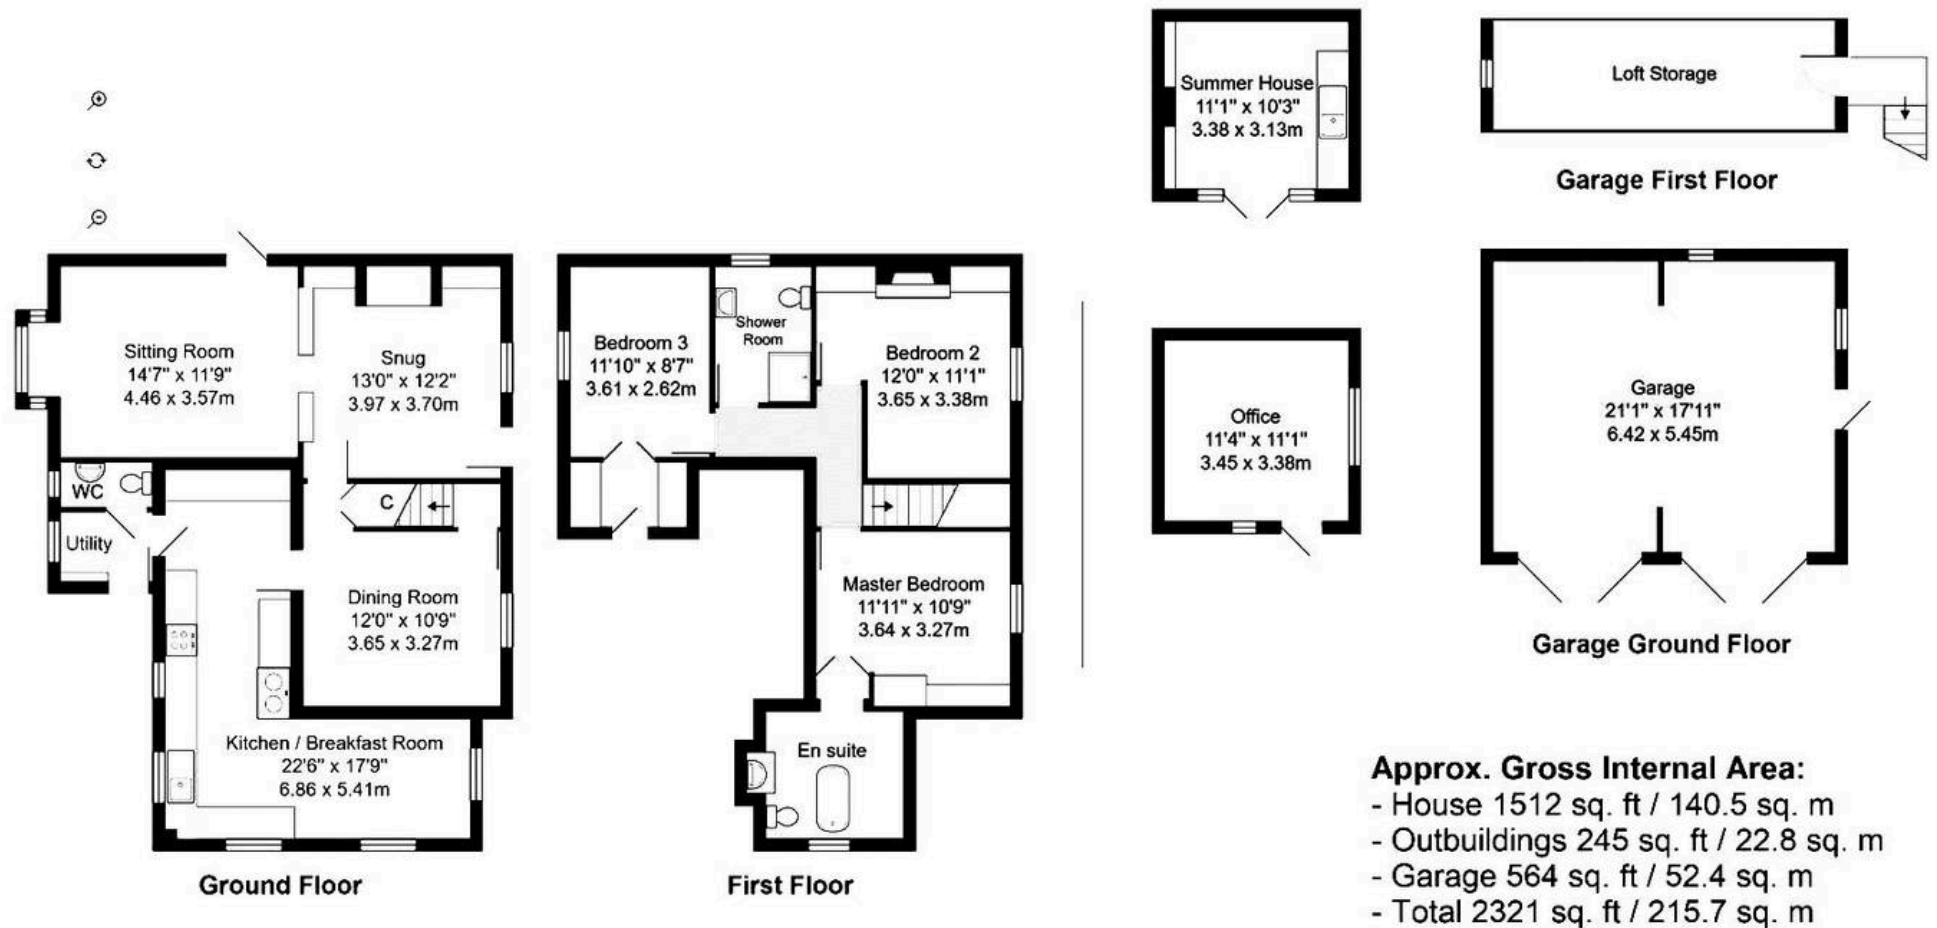 Summer House
11'1" x 10'3"
3.38 x 3.13m
Loft Storage
Garage First Floor
Sitting Room
14'7" x 11'9"
4.46 x 3.57m
Snug
13'0" x 12'2"
3.97 x 3.70m
WC
C
Utility
Dining Room
12'0" x 10'9"
3.65 x 3.27m
Kitchen / Breakfast Room
22'6" x 17'9"
6.86 x 5.41m
Ground Floor
Bedroom 3
11'10" x 8'7"
3.61 x 2.62m
Shower
Room
Bedroom 2
12'0" x 11'1"
3.65 x 3.38m
Master Bedroom
11'11" x 10'9"
3.64 x 3.27m
En suite
First Floor
Office
11'4" x 11'1"
3.45 x 3.38m
Garage
21'1" x 17'11"
6.42 x 5.45m
Garage Ground Floor
Approx. Gross Internal Area:
- House 1512 sq. ft / 140.5 sq. m
- Outbuildings 245 sq. ft / 22.8 sq. m
- Garage 564 sq. ft / 52.4 sq. m
- Total 2321 sq. ft / 215.7 sq. m